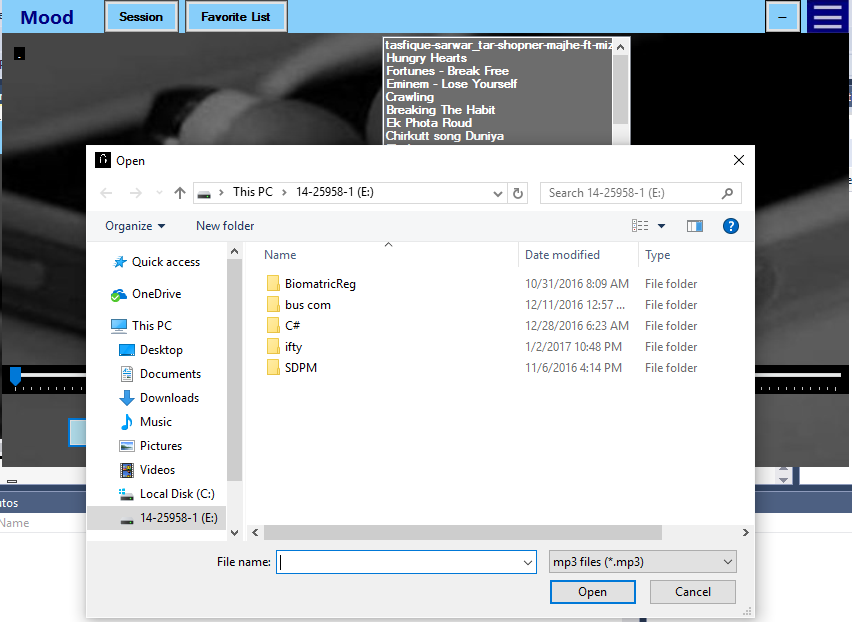 Mood Session Favorite List
tasfique-sarwar_tar-shopner-majhe-ft-miz
Hungry Hearts
Fortunes - Break Free
Eminem - Lose Yourself
Crawling
Breaking The Habit
Ek Phota Roud
Chirkutt song Duniya
Open
This PC > 14-25958-1 (E:)
Search 14-25958-1 (E:)
Organize New folder
Quick access
OneDrive
This PC
Desktop
Documents
Downloads
Music
Pictures
Videos
Local Disk (C:)
14-25958-1 (E:)
Name Date modified Type
BiomatricReg 10/31/2016 8:09 AM File folder
bus com 12/11/2016 12:57 ... File folder
C# 12/28/2016 6:23 AM File folder
ifty 1/2/2017 10:48 PM File folder
SDPM 11/6/2016 4:14 PM File folder
utos
Name
File name: mp3 files (*.mp3)
Open Cancel